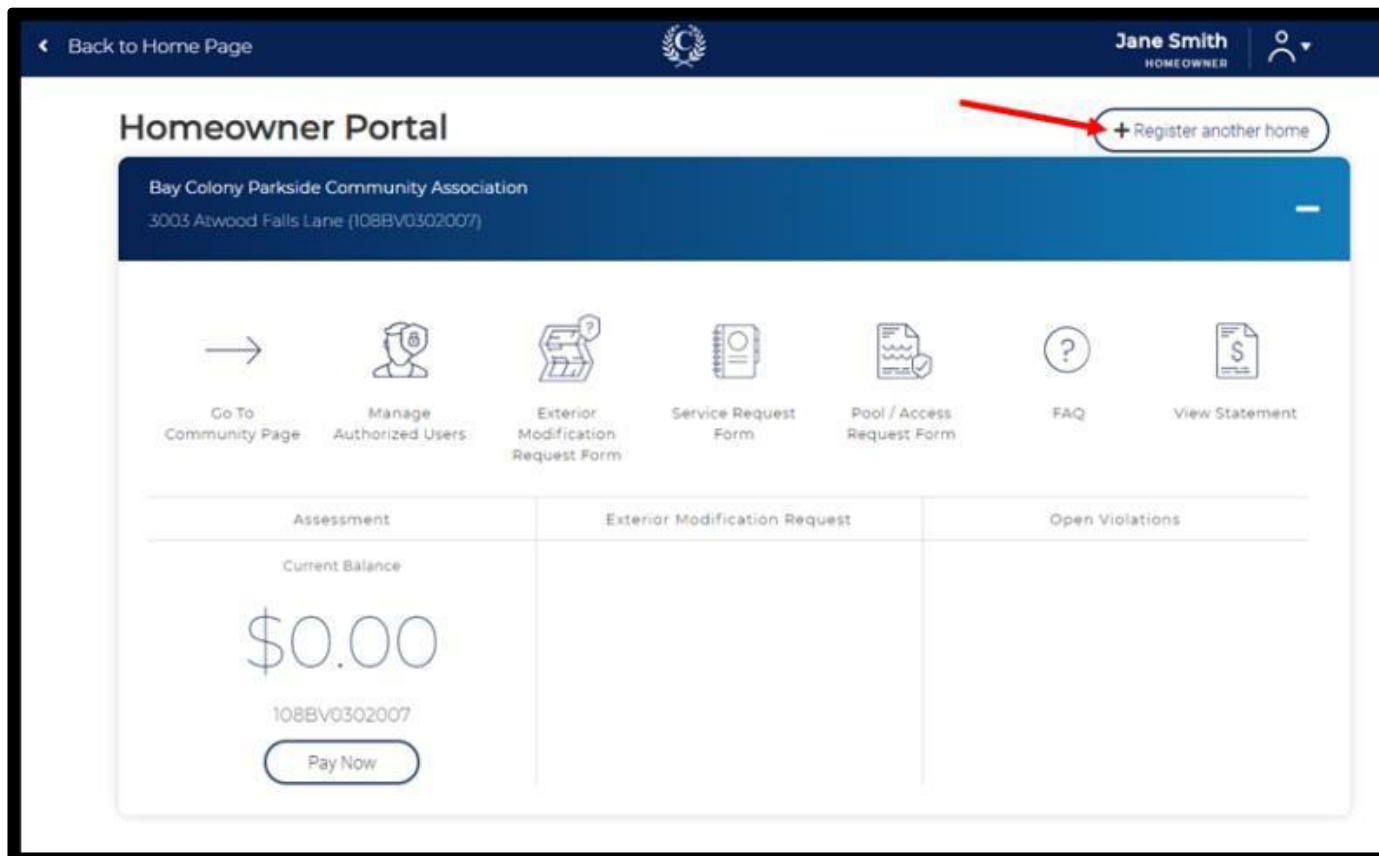 Back to Home Page
C
Jane Smith
HOMEOWNER
Homeowner Portal
+ Register another home
Bay Colony Parkside Community Association
3003 Atwood Falls Lane (108BV0302007)
Go To
Community Page
Manage
Authorized Users
?
Exterior
Modification
Request Form
Service Request
Form
Pool / Access
Request Form
?
FAQ
$
View Statement
Assessment
Exterior Modification Request
Open Violations
Current Balance
$0.00
108BV0302007
Pay Now